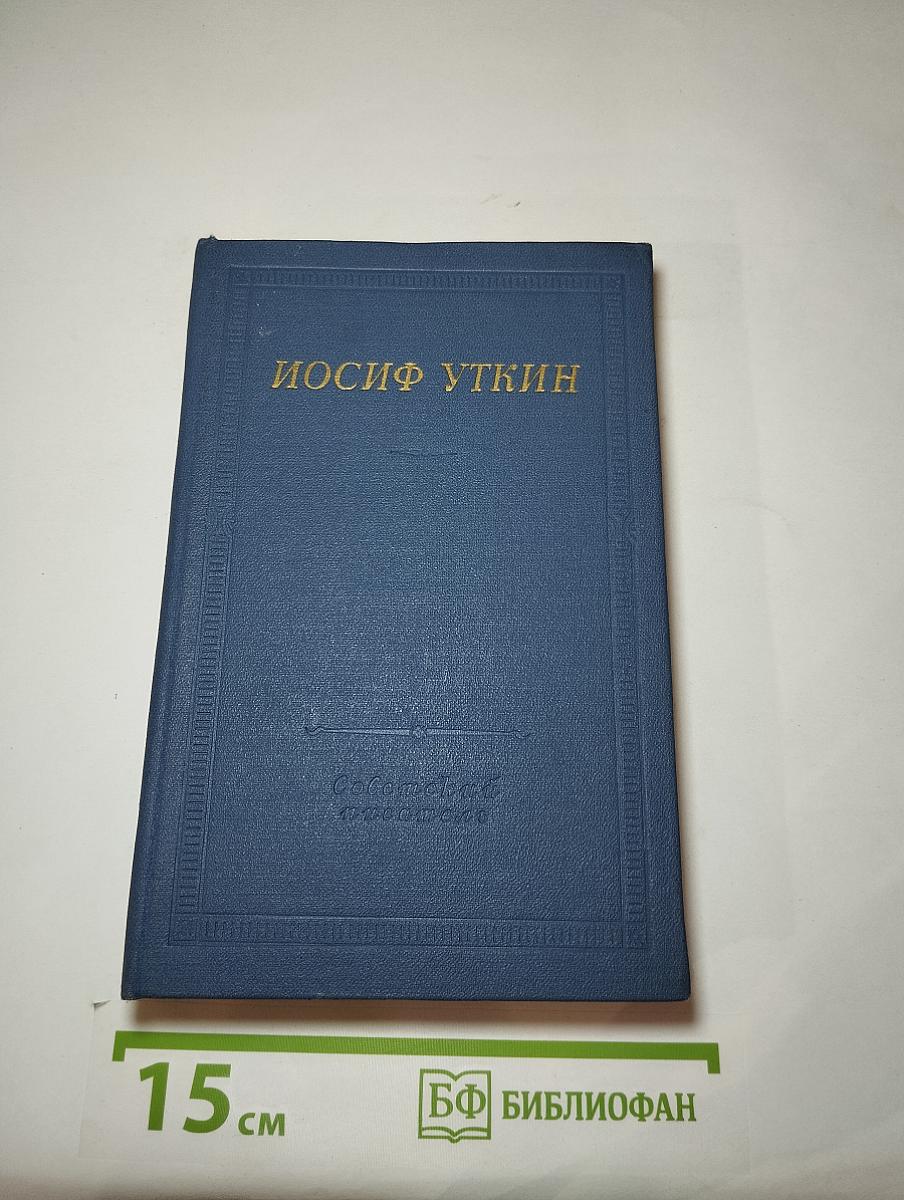 ИОСИФ УТКИН
Советский
писатель
15 см
БФ БИБЛИОФАН